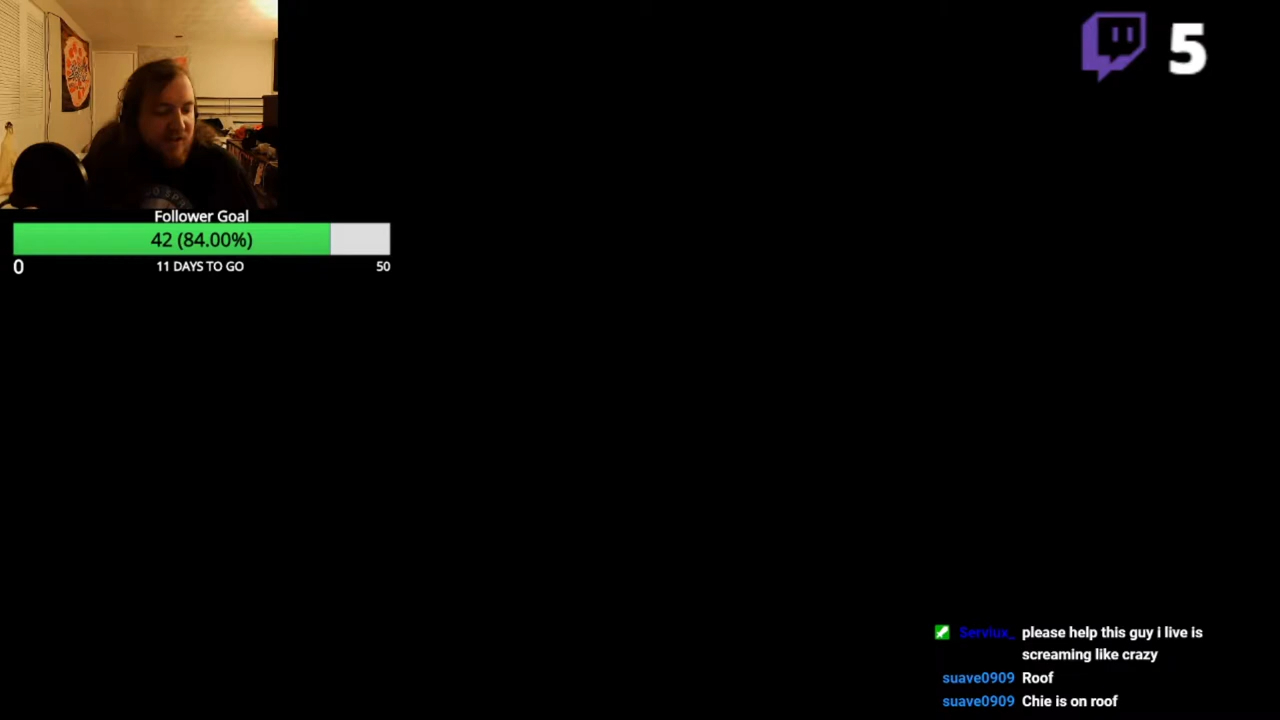 5
Follower Goal
42 (84.00%)
0 11 DAYS TO GO 50
Serviux_ please help this guy i live is
screaming like crazy
suave0909 Roof
suave0909 Chie is on roof